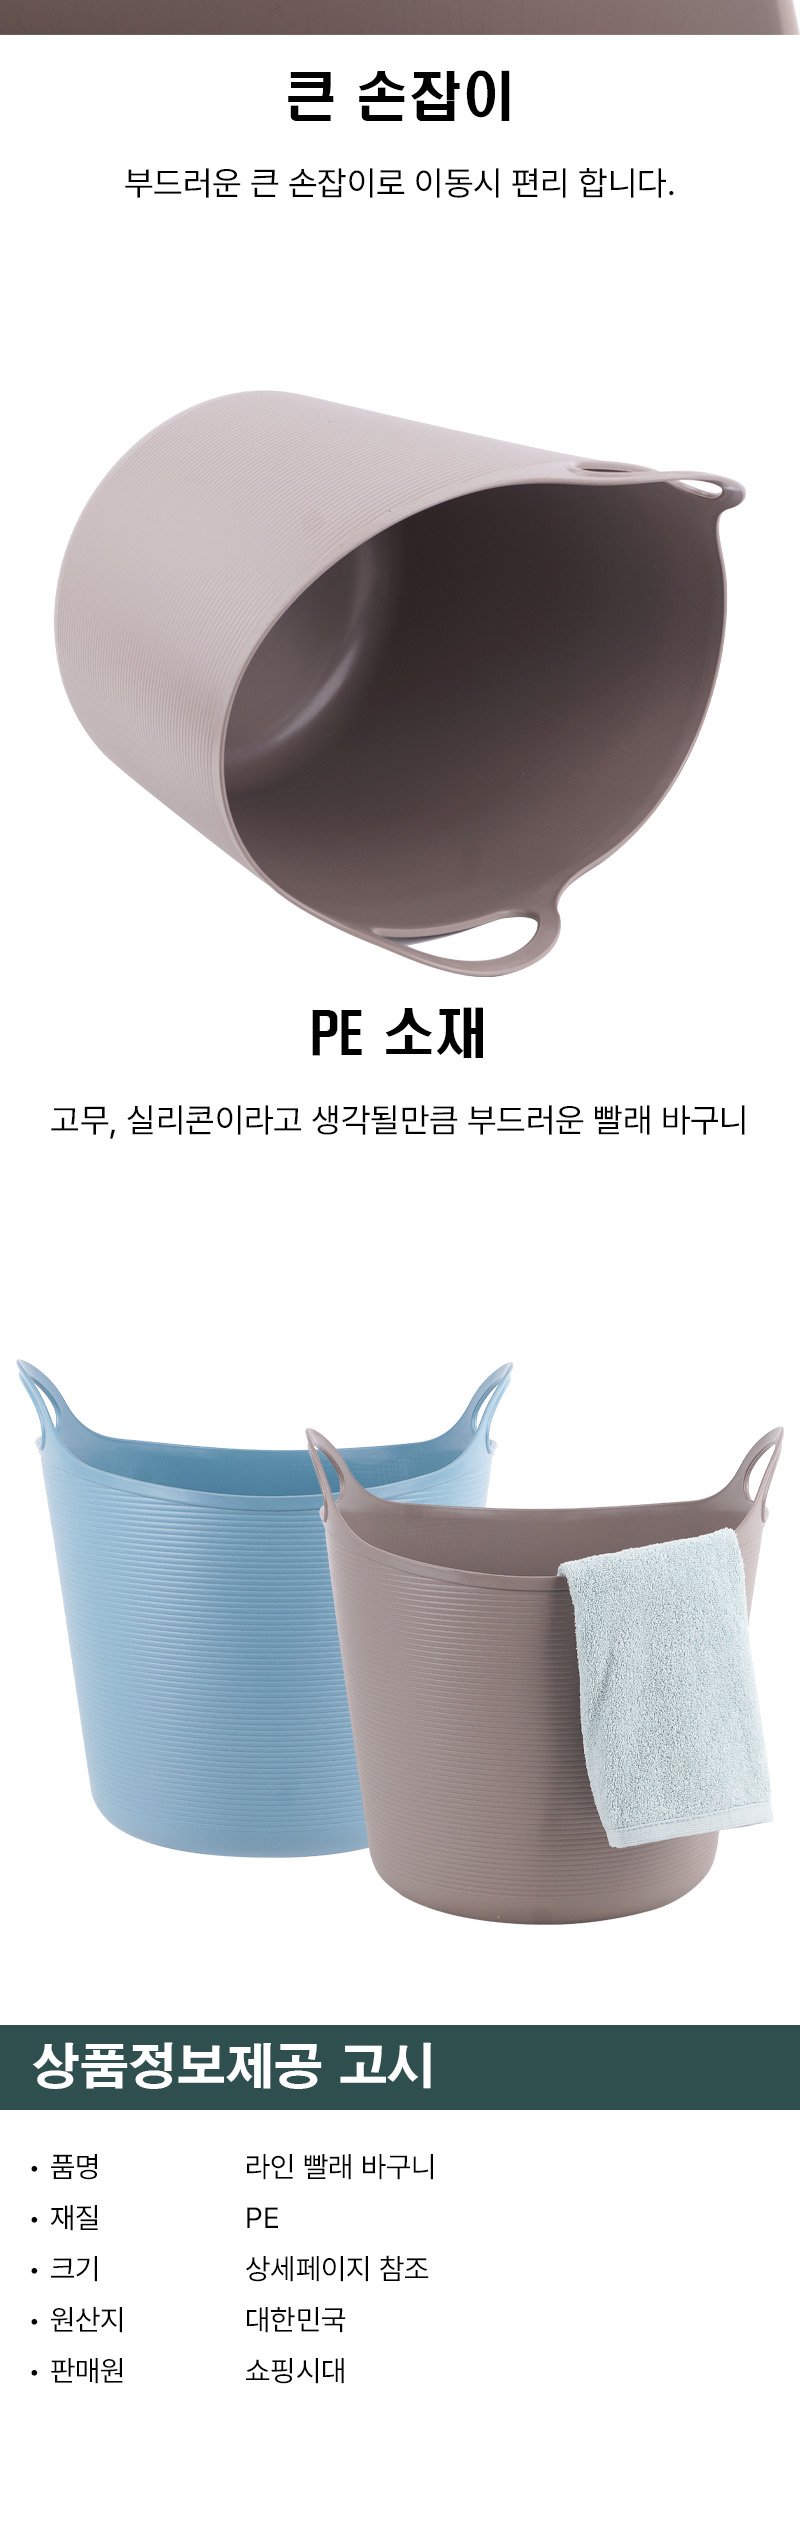 큰 손잡이
부드러운 큰 손잡이로 이동시 편리 합니다.
PE 소재
고무, 실리콘이라고 생각될만큼 부드러운 빨래 바구니
상품정보제공 고시
• 품명 라인 빨래 바구니
• 재질 PE
• 크기 상세페이지 참조
• 원산지 대한민국
• 판매원 쇼핑시대